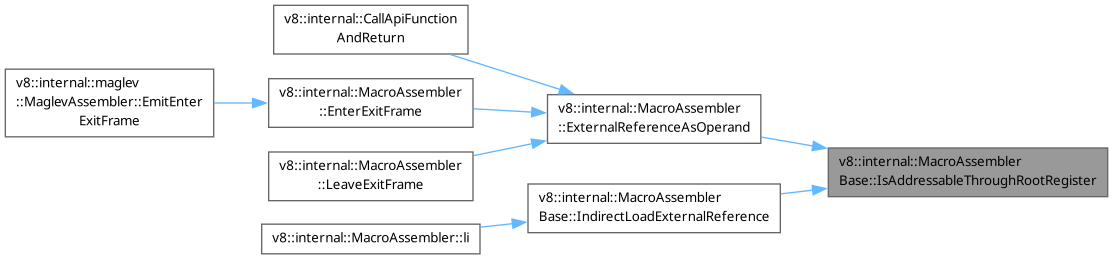 v8::internal::CallApiFunction
AndReturn
v8::internal::maglev
::MaglevAssembler::EmitEnter
ExitFrame
v8::internal::MacroAssembler
::EnterExitFrame
v8::internal::MacroAssembler
::ExternalReferenceAsOperand
v8::internal::MacroAssembler
::LeaveExitFrame
v8::internal::MacroAssembler
Base::IsAddressableThroughRootRegister
v8::internal::MacroAssembler
Base::IndirectLoadExternalReference
v8::internal::MacroAssembler::li